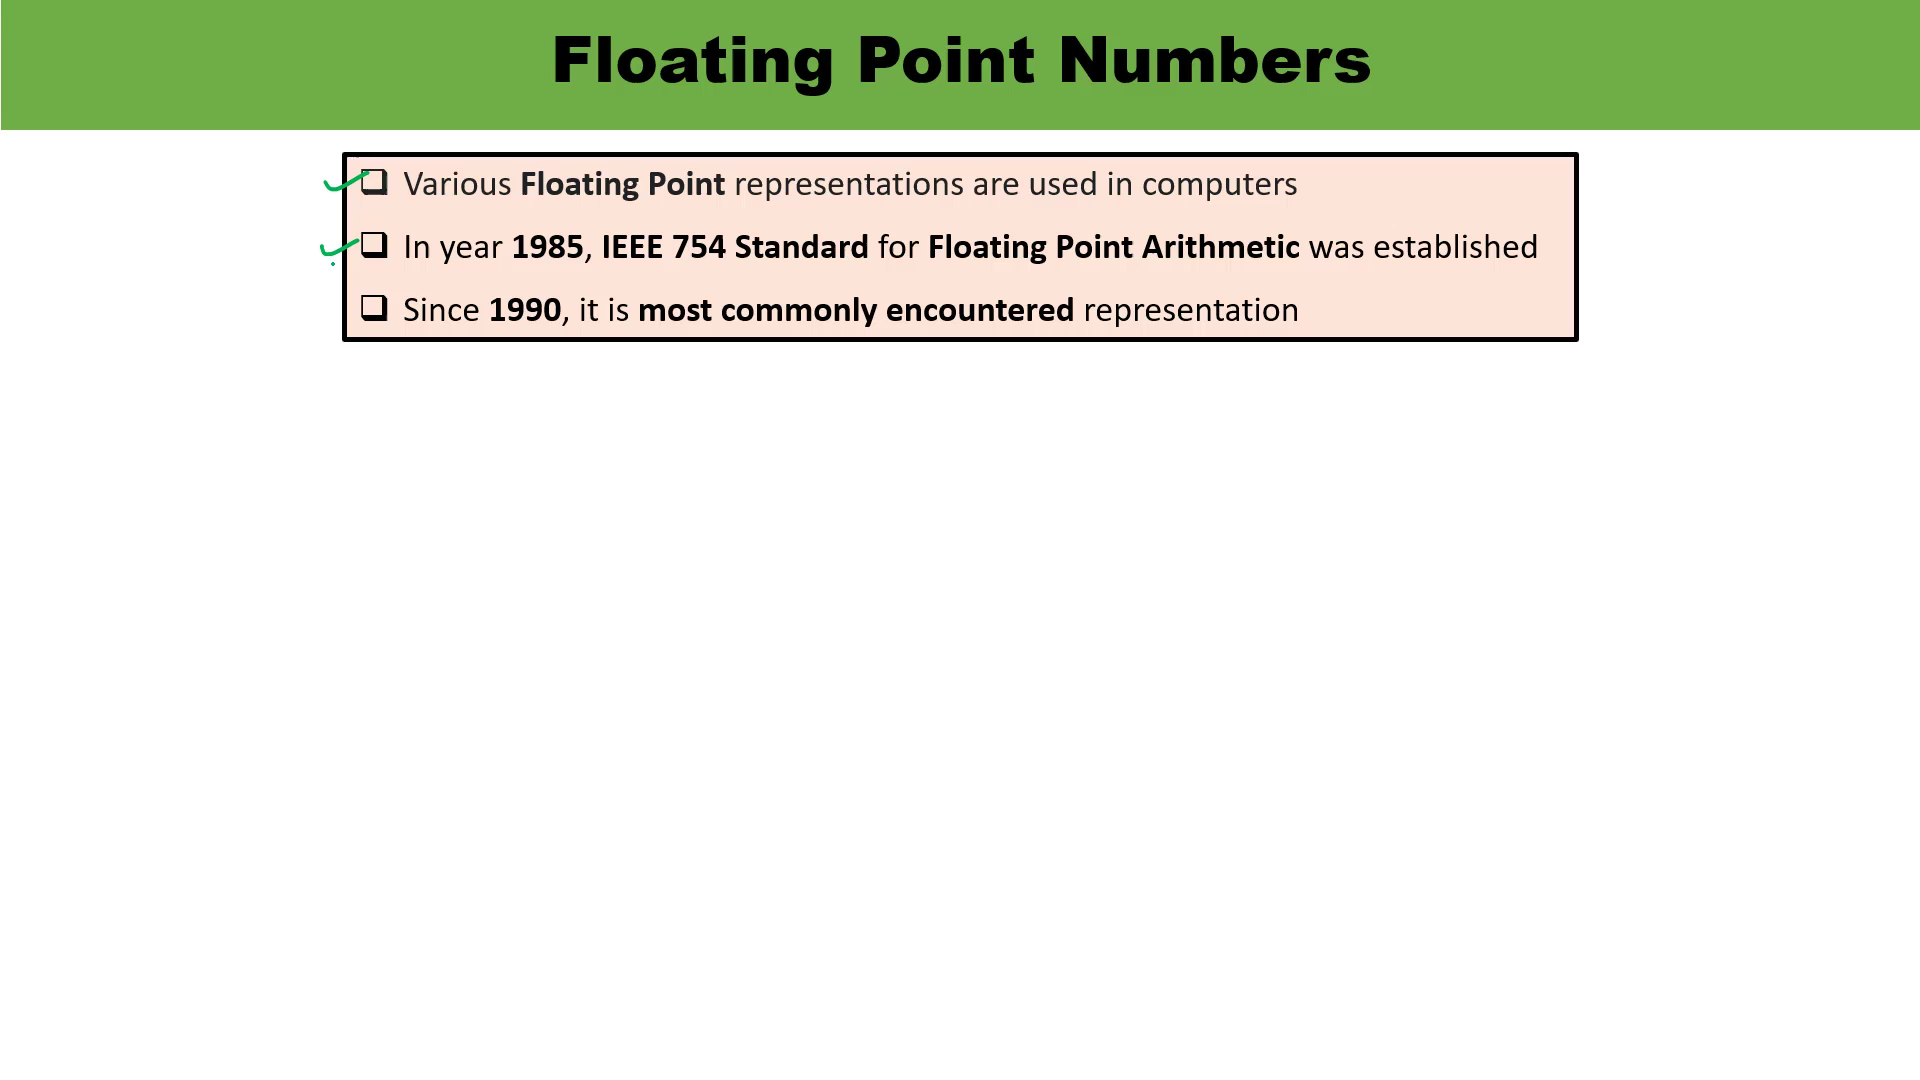 Floating Point Numbers
Various Floating Point representations are used in computers
In year 1985, IEEE 754 Standard for Floating Point Arithmetic was established
Since 1990, it is most commonly encountered representation